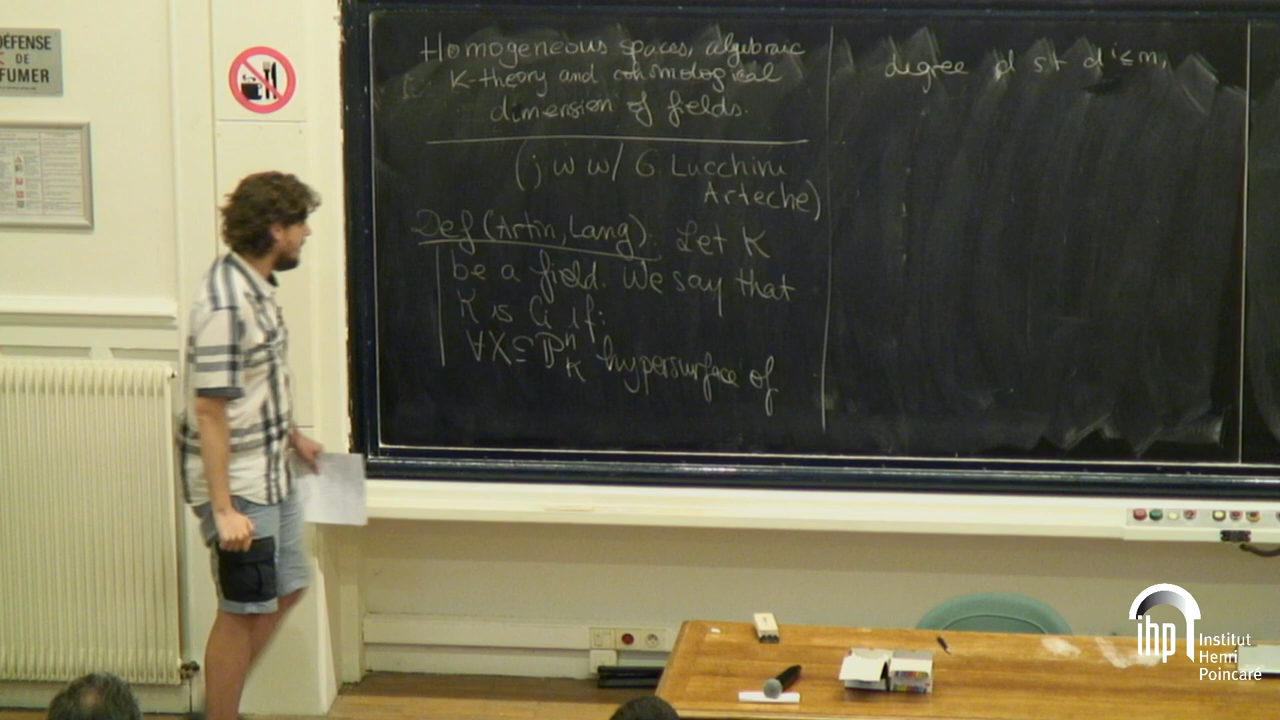 DÉFENSE
DE
FUMER
Homogeneous spaces, algebraic
K-theory and cohomological
dimension of fields.
(j w w/ G. Lucchini
Arteche)
Def (Artin, Lang). Let K
be a field. We say that
K is Ci if:
∀X⊆ℙⁿ_K hypersurface of
degree d st dⁱ≤n,
ihp Institut
Henri
Poincaré